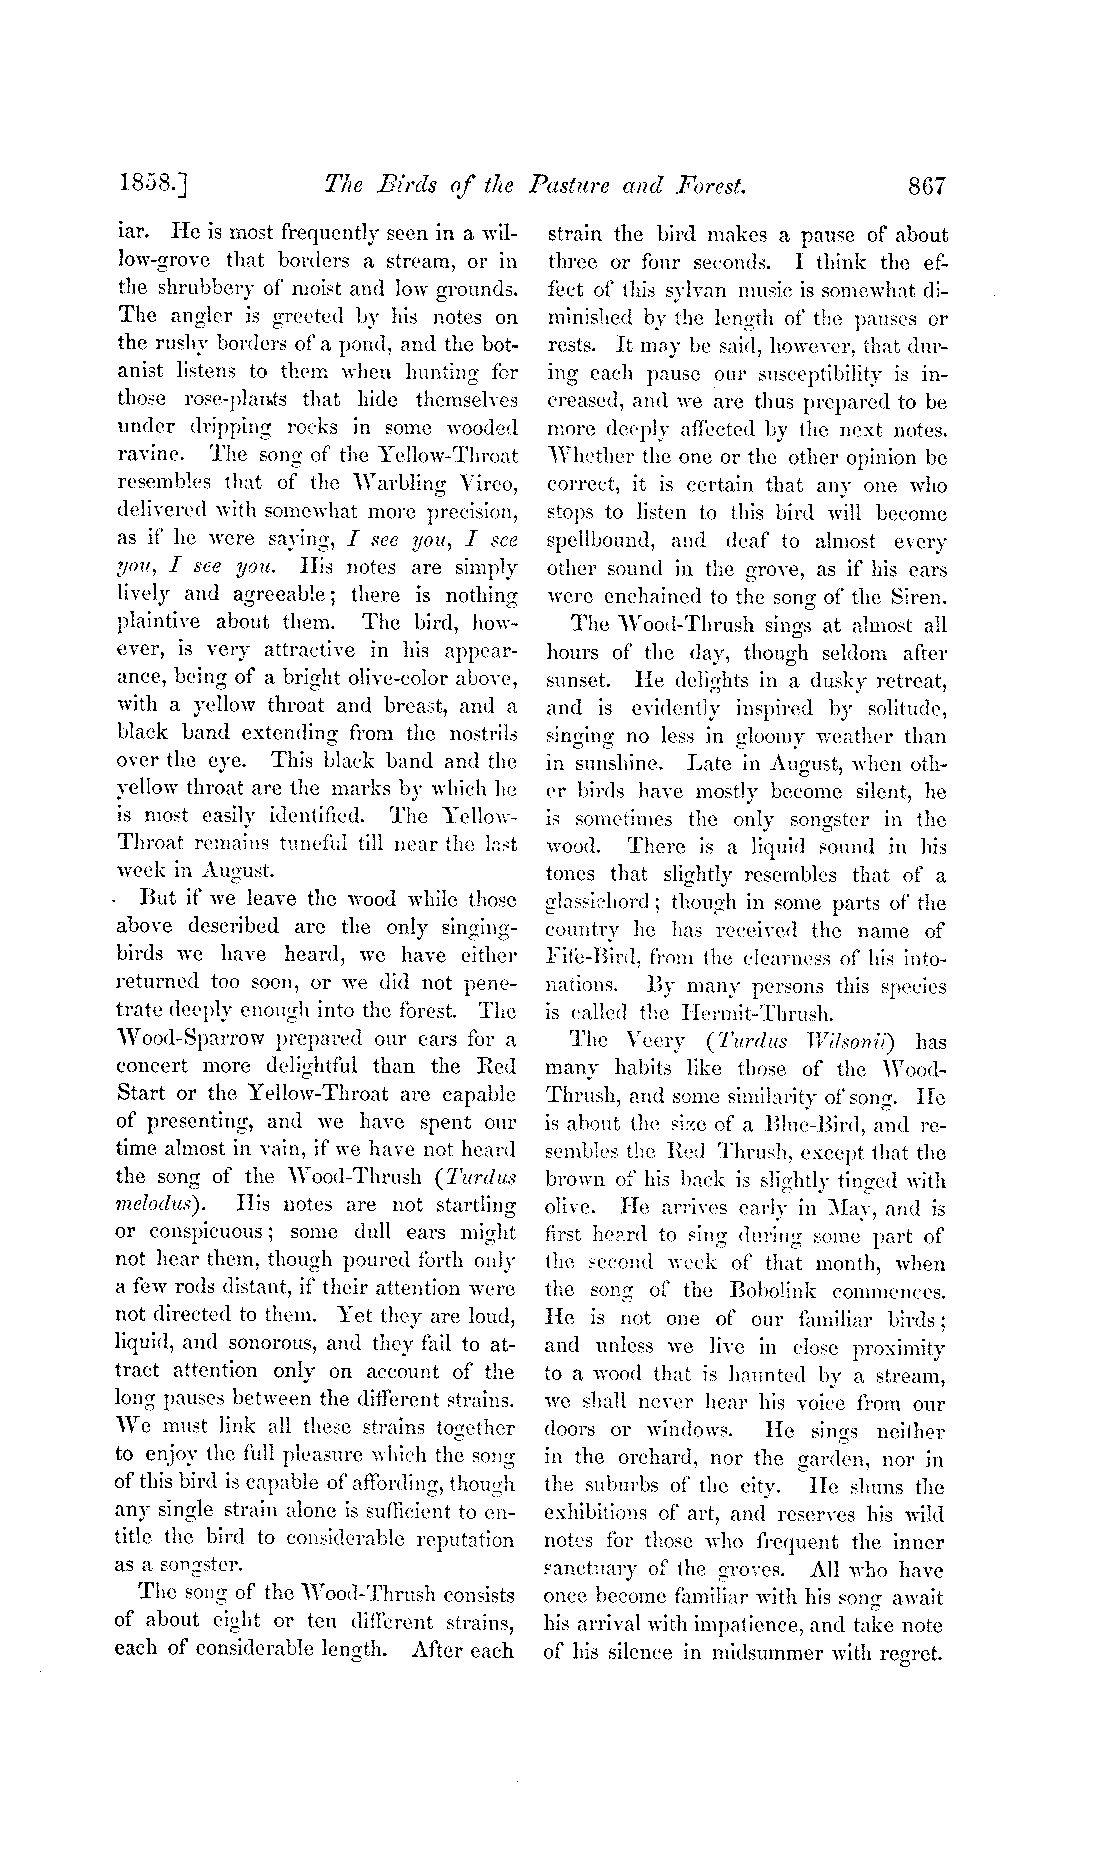 1858.] The Birds of the Pasture and Forest. 867
iar. He is most frequently seen in a wil-
low-grove that borders a stream, or in
the shrubbery of moist and low grounds.
The angler is greeted by his notes on
the rushy borders of a pond, and the bot-
anist listens to them when hunting for
those rose-plants that hide themselves
under dripping rocks in some wooded
ravine. The song of the Yellow-Throat
resembles that of the Warbling Vireo,
delivered with somewhat more precision,
as if he were saying, I see you, I see
you, I see you. His notes are simply
lively and agreeable; there is nothing
plaintive about them. The bird, how-
ever, is very attractive in his appear-
ance, being of a bright olive-color above,
with a yellow throat and breast, and a
black band extending from the nostrils
over the eye. This black band and the
yellow throat are the marks by which he
is most easily identified. The Yellow-
Throat remains tuneful till near the last
week in August.
But if we leave the wood while those
above described are the only singing-
birds we have heard, we have either
returned too soon, or we did not pene-
trate deeply enough into the forest. The
Wood-Sparrow prepared our ears for a
concert more delightful than the Red
Start or the Yellow-Throat are capable
of presenting, and we have spent our
time almost in vain, if we have not heard
the song of the Wood-Thrush (Turdus
melodus). His notes are not startling
or conspicuous; some dull ears might
not hear them, though poured forth only
a few rods distant, if their attention were
not directed to them. Yet they are loud,
liquid, and sonorous, and they fail to at-
tract attention only on account of the
long pauses between the different strains.
We must link all these strains together
to enjoy the full pleasure which the song
of this bird is capable of affording, though
any single strain alone is sufficient to en-
title the bird to considerable reputation
as a songster.
The song of the Wood-Thrush consists
of about eight or ten different strains,
each of considerable length. After each
strain the bird makes a pause of about
three or four seconds. I think the ef-
fect of this sylvan music is somewhat di-
minished by the length of the pauses or
rests. It may be said, however, that dur-
ing each pause our susceptibility is in-
creased, and we are thus prepared to be
more deeply affected by the next notes.
Whether the one or the other opinion be
correct, it is certain that any one who
stops to listen to this bird will become
spellbound, and deaf to almost every
other sound in the grove, as if his ears
were enchained to the song of the Siren.
The Wood-Thrush sings at almost all
hours of the day, though seldom after
sunset. He delights in a dusky retreat,
and is evidently inspired by solitude,
singing no less in gloomy weather than
in sunshine. Late in August, when oth-
er birds have mostly become silent, he
is sometimes the only songster in the
wood. There is a liquid sound in his
tones that slightly resembles that of a
glassichord; though in some parts of the
country he has received the name of
Fife-Bird, from the clearness of his into-
nations. By many persons this species
is called the Hermit-Thrush.
The Veery (Turdus Wilsonii) has
many habits like those of the Wood-
Thrush, and some similarity of song. He
is about the size of a Blue-Bird, and re-
sembles the Red Thrush, except that the
brown of his back is slightly tinged with
olive. He arrives early in May, and is
first heard to sing during some part of
the second week of that month, when
the song of the Bobolink commences.
He is not one of our familiar birds;
and unless we live in close proximity
to a wood that is haunted by a stream,
we shall never hear his voice from our
doors or windows. He sings neither
in the orchard, nor the garden, nor in
the suburbs of the city. He shuns the
exhibitions of art, and reserves his wild
notes for those who frequent the inner
sanctuary of the groves. All who have
once become familiar with his song await
his arrival with impatience, and take note
of his silence in midsummer with regret.